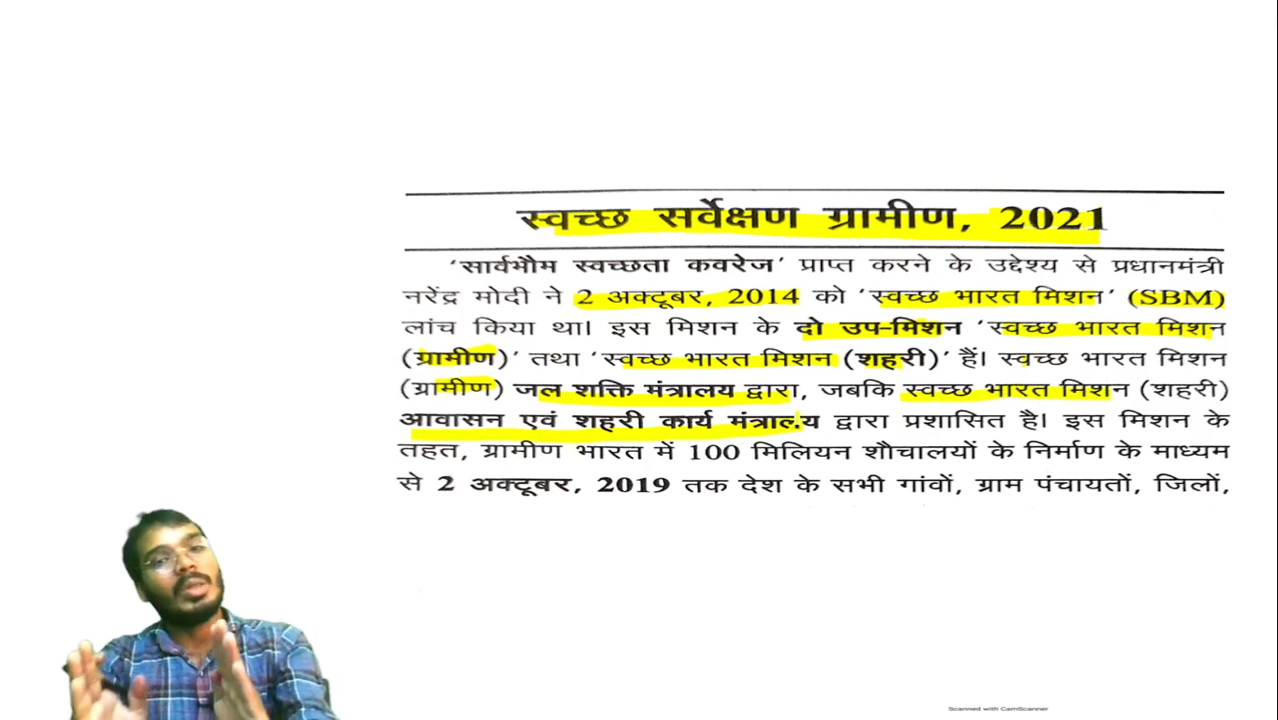 स्वच्छ सर्वेक्षण ग्रामीण, 2021
‘सार्वभौम स्वच्छता कवरेज’ प्राप्त करने के उद्देश्य से प्रधानमंत्री
नरेंद्र मोदी ने 2 अक्टूबर, 2014 को ‘स्वच्छ भारत मिशन’ (SBM)
लांच किया था। इस मिशन के दो उप-मिशन ‘स्वच्छ भारत मिशन
(ग्रामीण)’ तथा ‘स्वच्छ भारत मिशन (शहरी)’ हैं। स्वच्छ भारत मिशन
(ग्रामीण) जल शक्ति मंत्रालय द्वारा, जबकि स्वच्छ भारत मिशन (शहरी)
आवासन एवं शहरी कार्य मंत्रालय द्वारा प्रशासित है। इस मिशन के
तहत, ग्रामीण भारत में 100 मिलियन शौचालयों के निर्माण के माध्यम
से 2 अक्टूबर, 2019 तक देश के सभी गांवों, ग्राम पंचायतों, जिलों,
Scanned with CamScanner